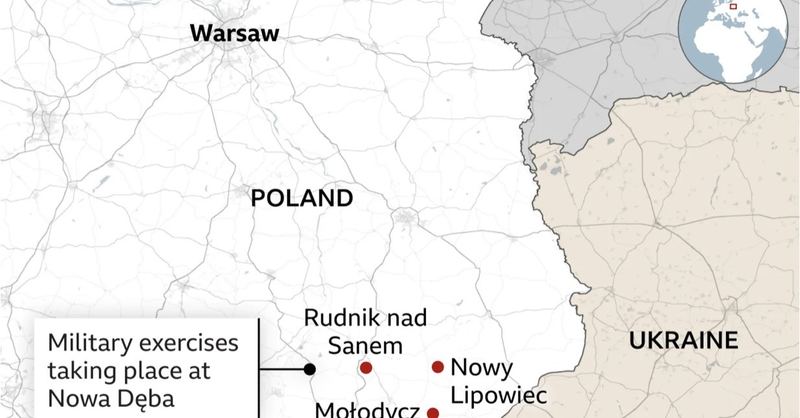 Warsaw
POLAND
UKRAINE
Rudnik nad
Sanem
Military exercises
taking place at
Nowa Dęba
Nowy
Lipowiec
Mołodycz